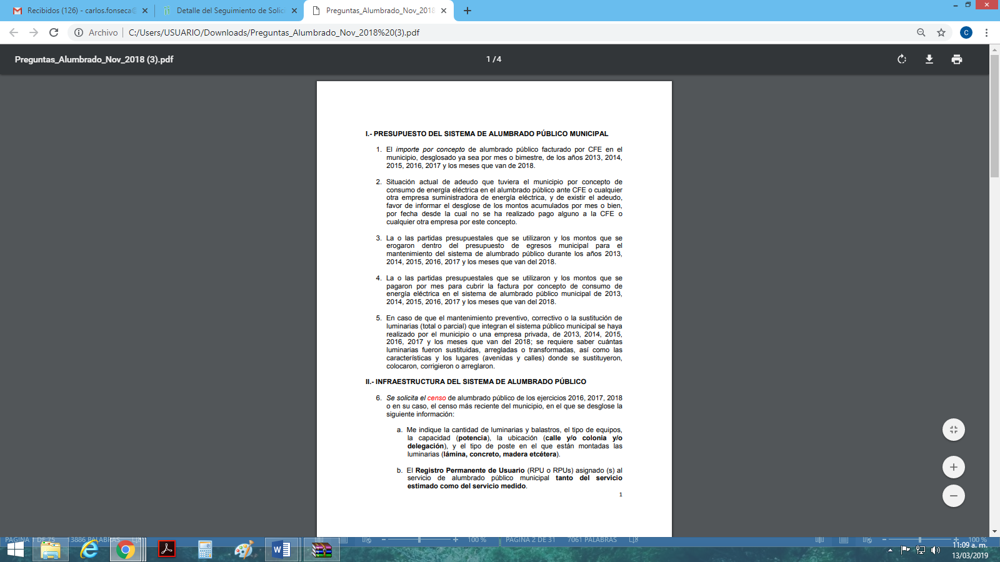 Recibidos (126) - carlos.fonseca@
Detalle del Seguimiento de Solic
Preguntas_Alumbrado_Nov_2018
Archivo
C:/Users/USUARIO/Downloads/Preguntas_Alumbrado_Nov_2018%20(3).pdf
C
Preguntas_Alumbrado_Nov_2018 (3).pdf
1 / 4
I.- PRESUPUESTO DEL SISTEMA DE ALUMBRADO PÚBLICO MUNICIPAL
1. El importe por concepto de alumbrado público facturado por CFE en el
municipio, desglosado ya sea por mes o bimestre, de los años 2013, 2014,
2015, 2016, 2017 y los meses que van de 2018.
2. Situación actual de adeudo que tuviera el municipio por concepto de
consumo de energía eléctrica en el alumbrado público ante CFE o cualquier
otra empresa suministradora de energía eléctrica, y de existir el adeudo,
favor de informar el desglose de los montos acumulados por mes o bien,
por fecha desde la cual no se ha realizado pago alguno a la CFE o
cualquier otra empresa por este concepto.
3. La o las partidas presupuestales que se utilizaron y los montos que se
erogaron dentro del presupuesto de egresos municipal para el
mantenimiento del sistema de alumbrado público durante los años 2013,
2014, 2015, 2016, 2017 y los meses que van del 2018.
4. La o las partidas presupuestales que se utilizaron y los montos que se
pagaron por mes para cubrir la factura por concepto de consumo de
energía eléctrica en el sistema de alumbrado público municipal de 2013,
2014, 2015, 2016, 2017 y los meses que van del 2018.
5. En caso de que el mantenimiento preventivo, correctivo o la sustitución de
luminarias (total o parcial) que integran el sistema público municipal se haya
realizado por el municipio o una empresa privada, de 2013, 2014, 2015,
2016, 2017 y los meses que van del 2018; se requiere saber cuántas
luminarias fueron sustituidas, arregladas o transformadas, así como las
características y los lugares (avenidas y calles) donde se sustituyeron,
colocaron, corrigieron o arreglaron.
II.- INFRAESTRUCTURA DEL SISTEMA DE ALUMBRADO PÚBLICO
6. Se solicita el censo de alumbrado público de los ejercicios 2016, 2017, 2018
o en su caso, el censo más reciente del municipio, en el que se desglose la
siguiente información:
a. Me indique la cantidad de luminarias y balastros, el tipo de equipos,
la capacidad (potencia), la ubicación (calle y/o colonia y/o
delegación), y el tipo de poste en el que están montadas las
luminarias (lámina, concreto, madera etcétera).
b. El Registro Permanente de Usuario (RPU o RPUs) asignado (s) al
servicio de alumbrado público municipal tanto del servicio
estimado como del servicio medido.
1
PÁGINA 1 DE 75 13886 PALABRAS 100 % PÁGINA 2 DE 31 7061 PALABRAS 100 %
11:09 a. m.
13/03/2019